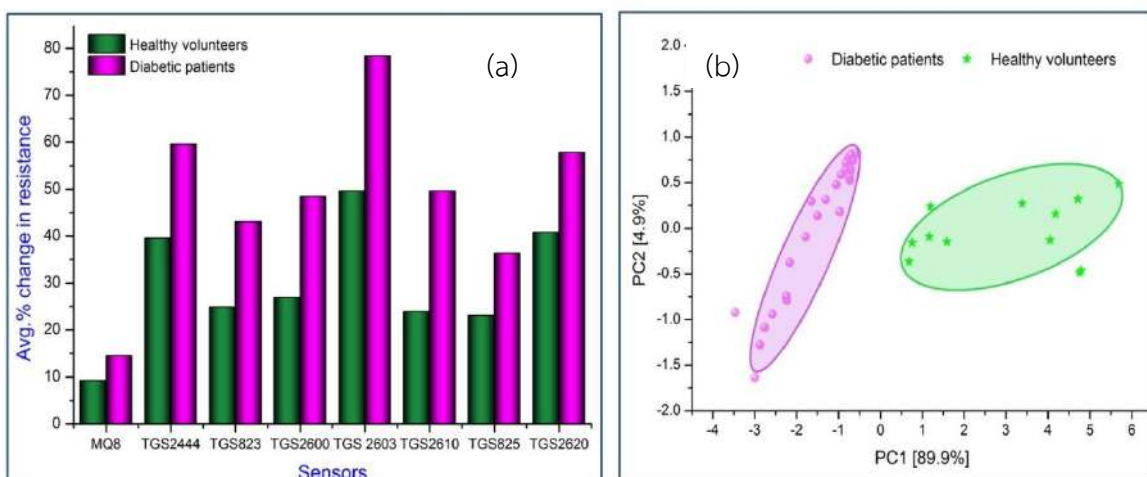 Healthy volunteers
Diabetic patients
(a)
Avg.% change in resistance
80
70
60
50
40
30
20
10
0
MQ8 TGS2444 TGS823 TGS2600 TGS 2603 TGS2610 TGS825 TGS2620
Sensors
(b)
Diabetic patients Healthy volunteers
PC2 [4.9%]
2.0
1.5
1.0
0.5
0.0
-0.5
-1.0
-1.5
-2.0
-4 -3 -2 -1 0 1 2 3 4 5 6
PC1 [89.9%]